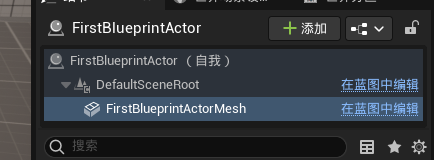 FirstBlueprintActor
添加
FirstBlueprintActor（自我）
DefaultSceneRoot
在蓝图中编辑
FirstBlueprintActorMesh
在蓝图中编辑
搜索